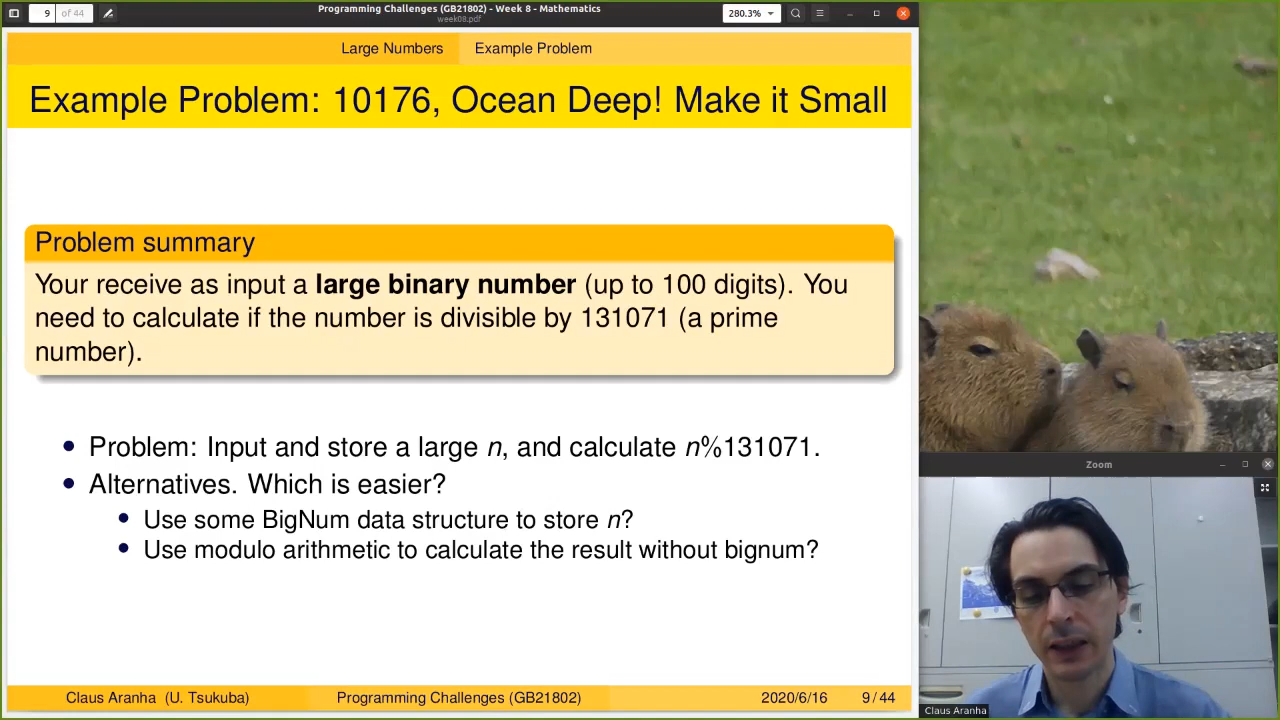 9 of 44
Programming Challenges (GB21802) - Week 8 - Mathematics
week08.pdf
280.3%
Large Numbers Example Problem
Example Problem: 10176, Ocean Deep! Make it Small
Problem summary
Your receive as input a large binary number (up to 100 digits). You
need to calculate if the number is divisible by 131071 (a prime
number).
Problem: Input and store a large n, and calculate n%131071.
Alternatives. Which is easier?
Use some BigNum data structure to store n?
Use modulo arithmetic to calculate the result without bignum?
Claus Aranha (U. Tsukuba) Programming Challenges (GB21802) 2020/6/16 9 / 44
Zoom
Claus Aranha